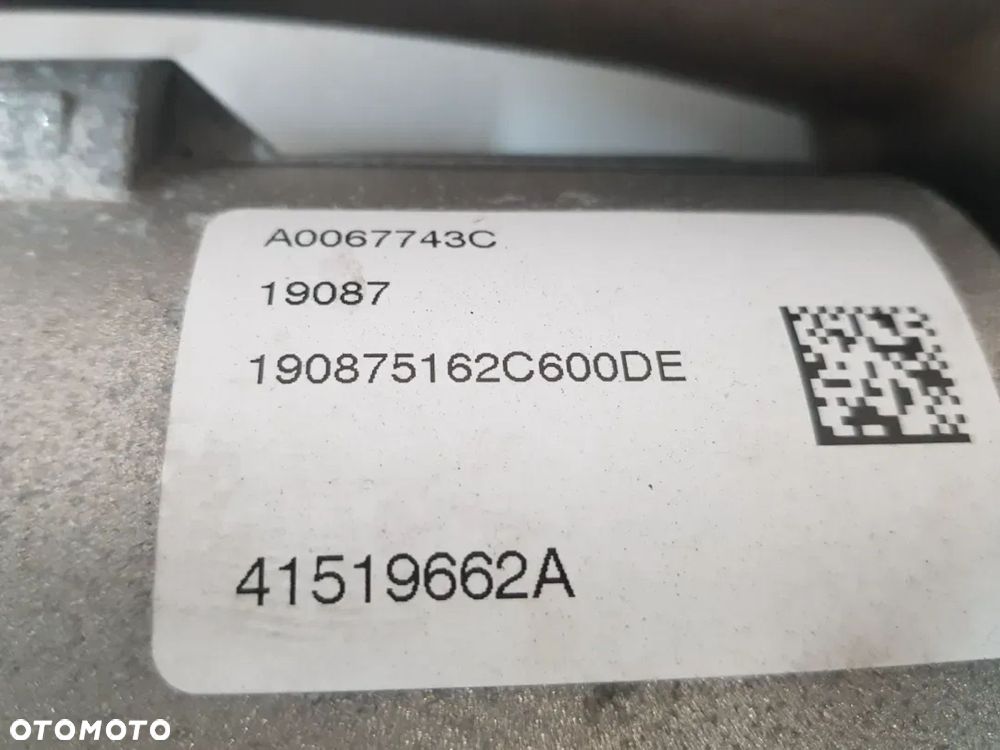 A0067743C
19087
190875162C600DE
41519662A
OTOMOTO